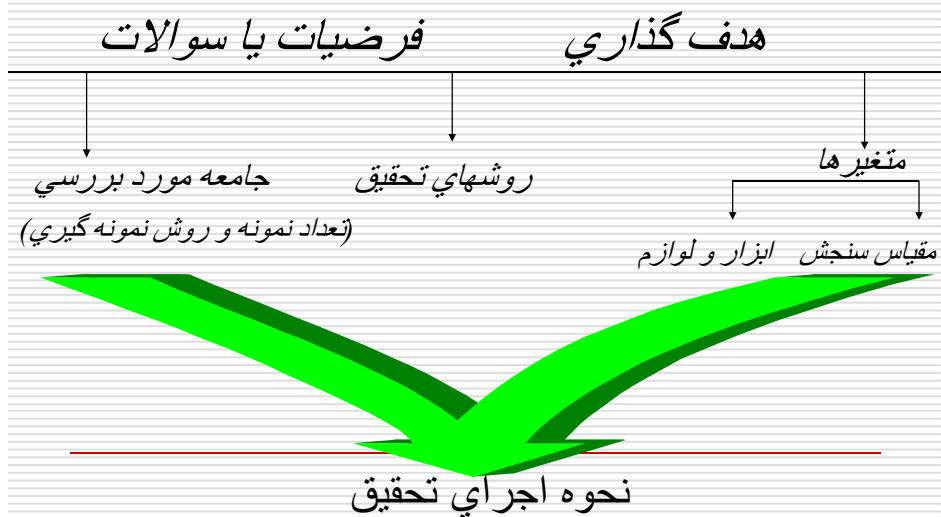 هدف گذاري فرضيات يا سوالات
متغيرها
روشهاي تحقيق
جامعه مورد بررسي
(تعداد نمونه و روش نمونه گيري)
مقياس سنجش ابزار و لوازم
نحوه اجراي تحقيق